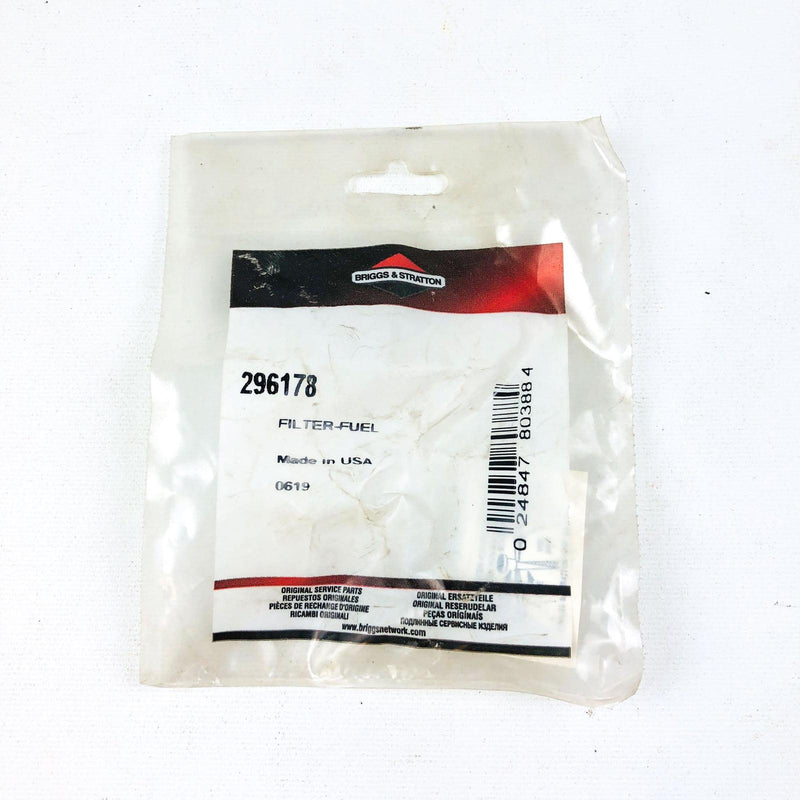 BRIGGS & STRATTON
296178
FILTER-FUEL
Made in USA
0619
0 24847 80388 4
ORIGINAL SERVICE PARTS
REPUESTOS ORIGINALES
PIÈCES DE RECHANGE D'ORIGINE
RICAMBI ORIGINALI
ORIGINAL ERSATZTEILE
ORIGINAL RESERUDELAR
PEÇAS ORIGINAIS
ПОДЛИННЫЕ СЕРВИСНЫЕ ИЗДЕЛИЯ
www.briggsnetwork.com